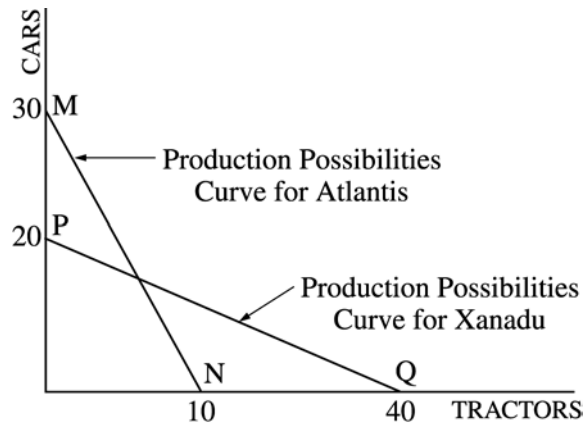 CARS
30 M
Production Possibilities
Curve for Atlantis
20 P
Production Possibilities
Curve for Xanadu
N Q
10 40 TRACTORS